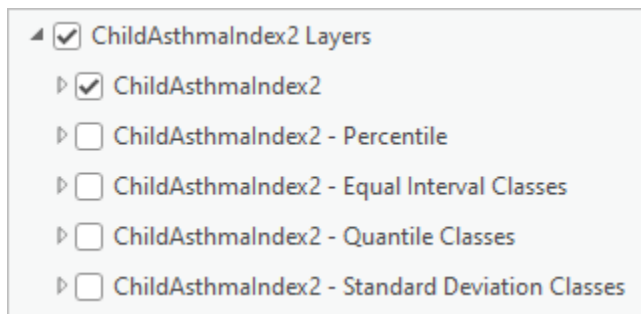 ChildAsthmaIndex2 Layers
ChildAsthmaIndex2
ChildAsthmaIndex2 - Percentile
ChildAsthmaIndex2 - Equal Interval Classes
ChildAsthmaIndex2 - Quantile Classes
ChildAsthmaIndex2 - Standard Deviation Classes